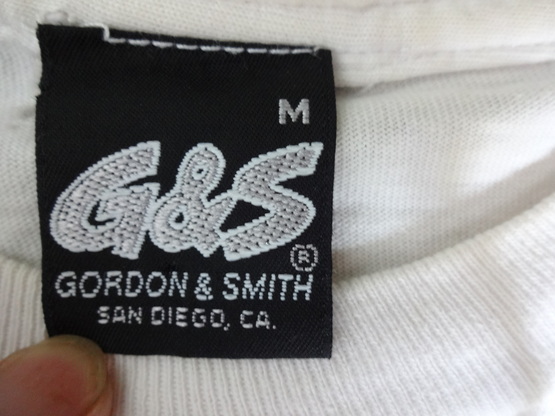 M
G&S®
GORDON & SMITH
SAN DIEGO, CA.